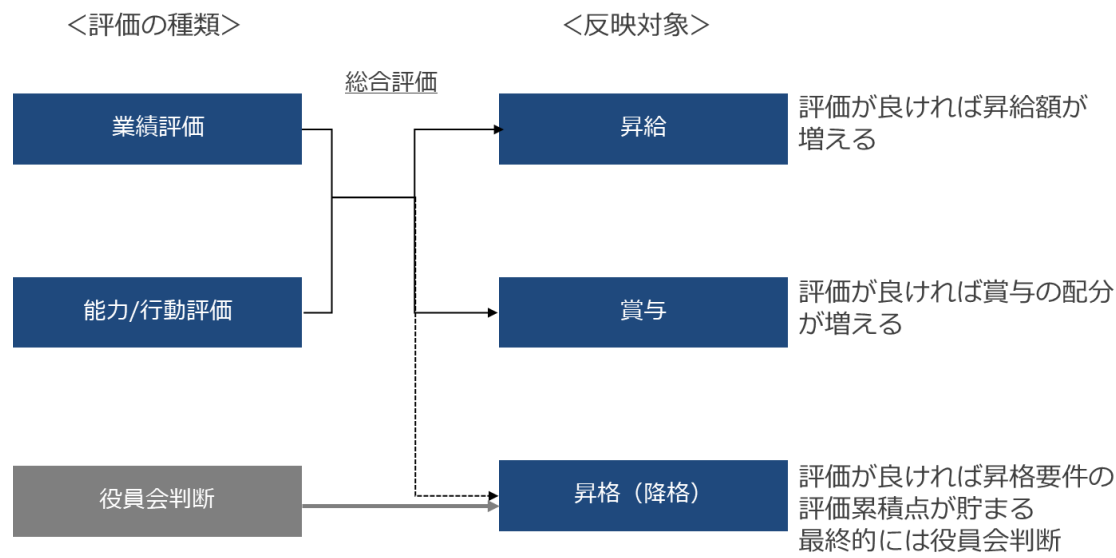 ＜評価の種類＞
＜反映対象＞
総合評価
業績評価
昇給
評価が良ければ昇給額が
増える
能力/行動評価
賞与
評価が良ければ賞与の配分
が増える
役員会判断
昇格（降格）
評価が良ければ昇格要件の
評価累積点が貯まる
最終的には役員会判断